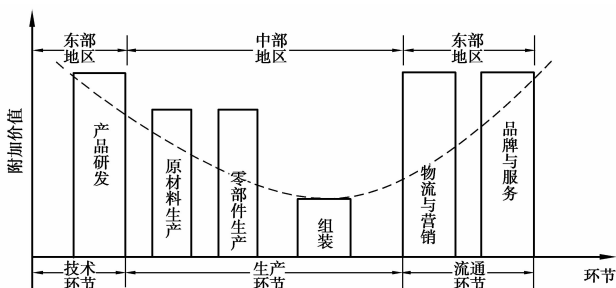 东部
地区
中部
地区
东部
地区
附加价值
产品研发
原材料生产
零部件生产
组装
物流与营销
品牌与服务
技术
环节
生产
环节
流通
环节
环节